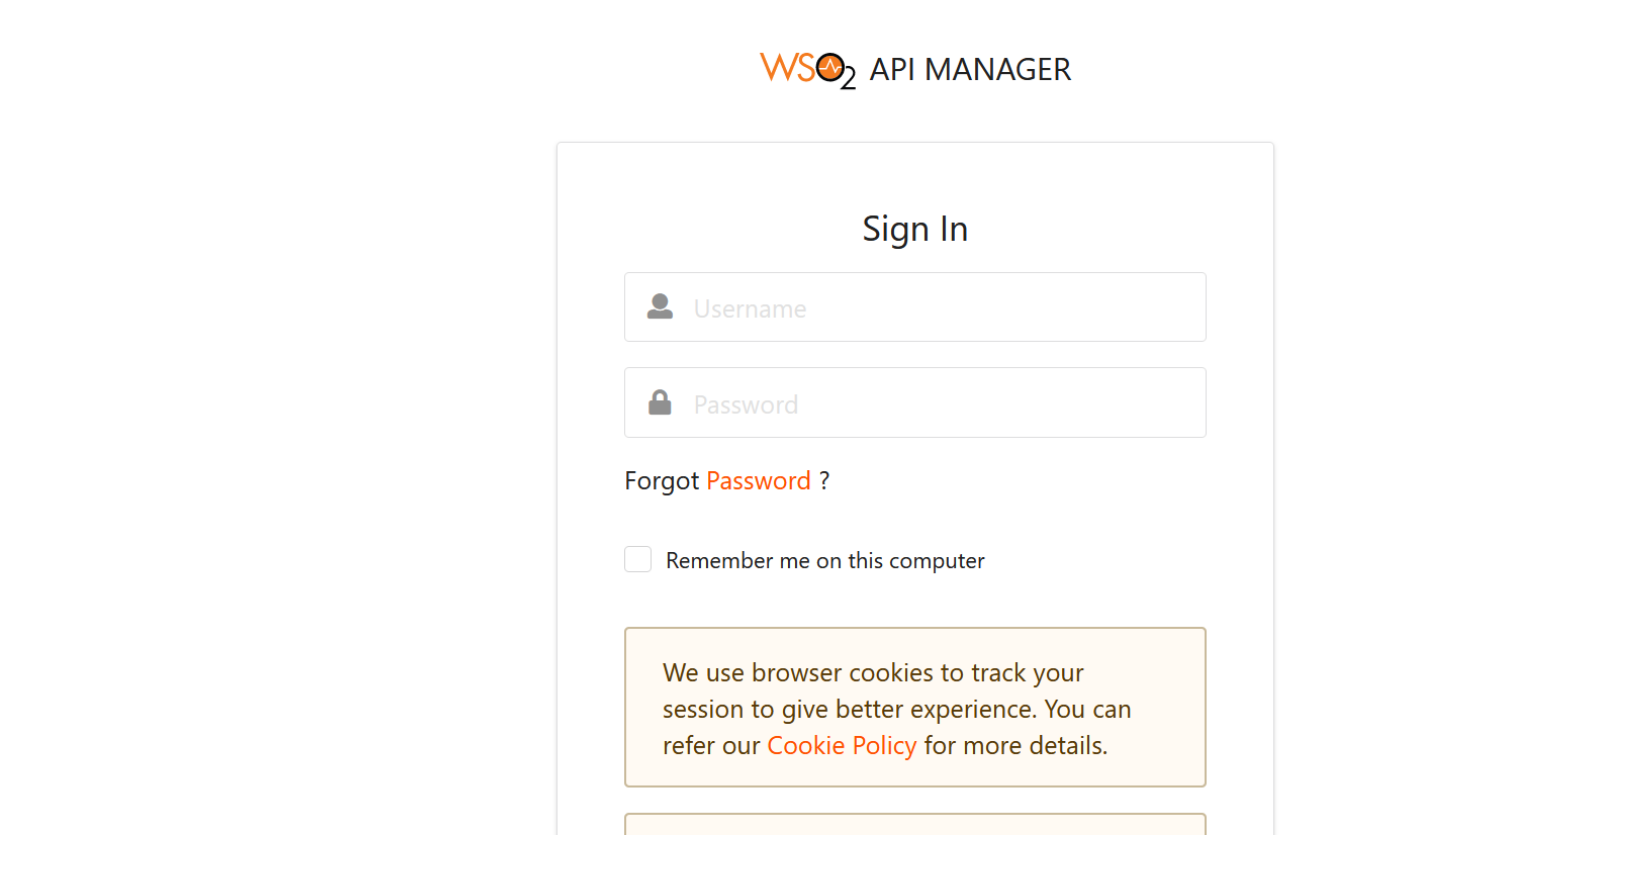 WSO2 API MANAGER
Sign In
Username
Password
Forgot Password ?
Remember me on this computer
We use browser cookies to track your
session to give better experience. You can
refer our Cookie Policy for more details.